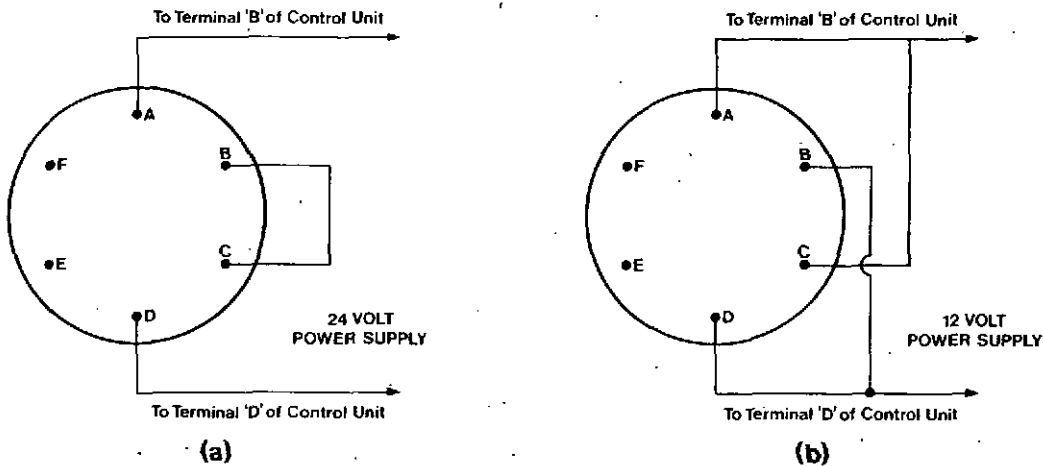 To Terminal 'B' of Control Unit
A
B
F
C
E
D
24 VOLT
POWER SUPPLY
To Terminal 'D' of Control Unit
(a)
To Terminal 'B' of Control Unit
A
B
F
C
E
D
12 VOLT
POWER SUPPLY
To Terminal 'D' of Control Unit
(b)